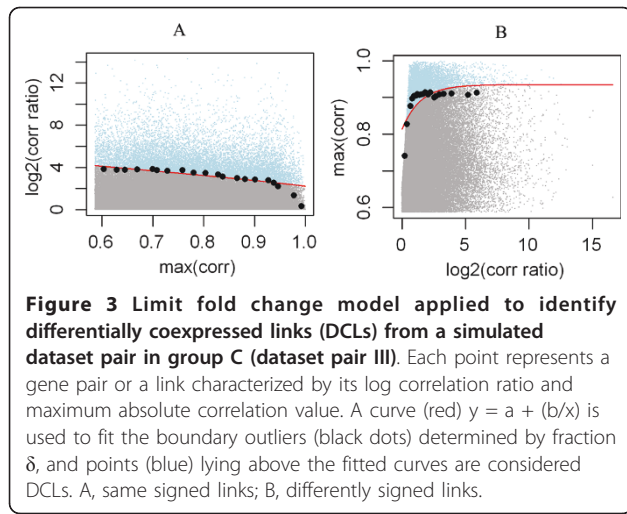 A
B
log2(corr ratio)
0 4 8 12
0.6 0.7 0.8 0.9 1.0
max(corr)
max(corr)
0.6 0.8 1.0
0 5 10 15
log2(corr ratio)
Figure 3 Limit fold change model applied to identify
differentially coexpressed links (DCLs) from a simulated
dataset pair in group C (dataset pair III). Each point represents a
gene pair or a link characterized by its log correlation ratio and
maximum absolute correlation value. A curve (red) y = a + (b/x) is
used to fit the boundary outliers (black dots) determined by fraction
δ, and points (blue) lying above the fitted curves are considered
DCLs. A, same signed links; B, differently signed links.